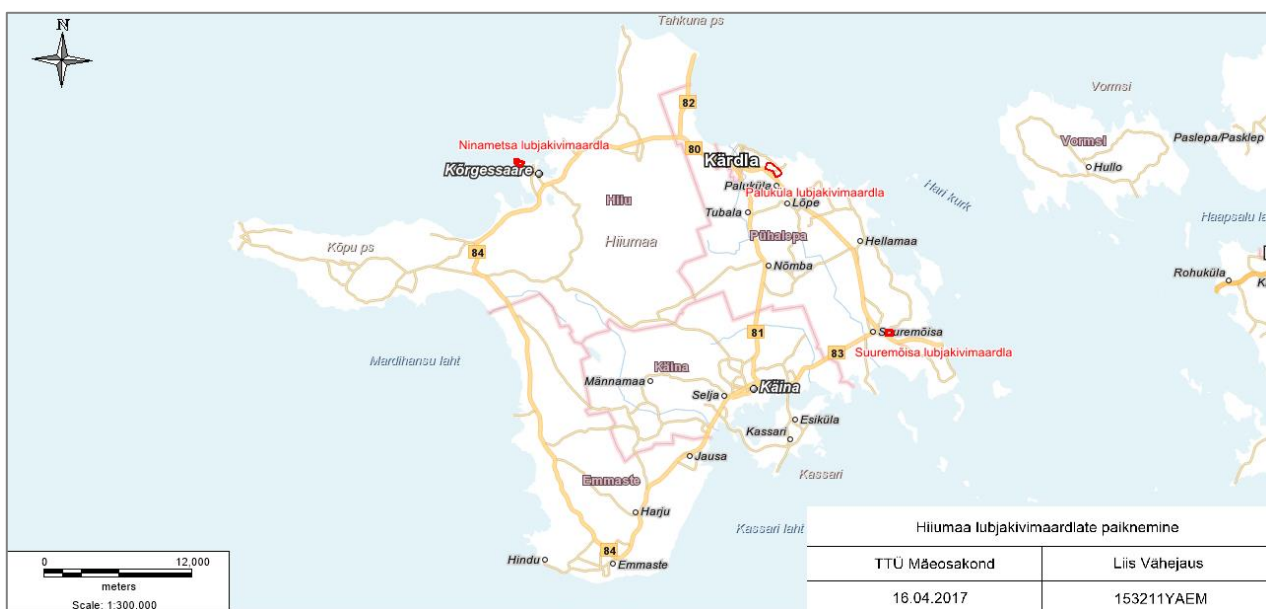 N
Tahkuna ps
Vormsi
82
Paslepa/Pasklep
Ninametsa lubjakivimaardla
80
Kärdla
Vormsi
Kõrgessaare
Hullo
Paluküla
Palukula lubjakivimaardla
Hari kurk
Hiiu
Lõpe
Tubala
Haapsalu la
Pühalepa
Hiiumaa
Hellamaa
Kõpu ps
84
Nõmba
Rohuküla
81
Suuremõisa
83
Suuremõisa lubjakivimaardla
Mardihansu laht
Käina
Männamaa
Käina
Selja
Esiküla
Kassari
Jausa
Kassari
Emmaste
Harju
Kassari laht
84
Hindu
Emmaste
0 12,000
meters
Scale: 1:300,000
Hiiumaa lubjakivimaardlate paiknemine
TTÜ Mäeosakond
Liis Vähejaus
16.04.2017
153211YAEM